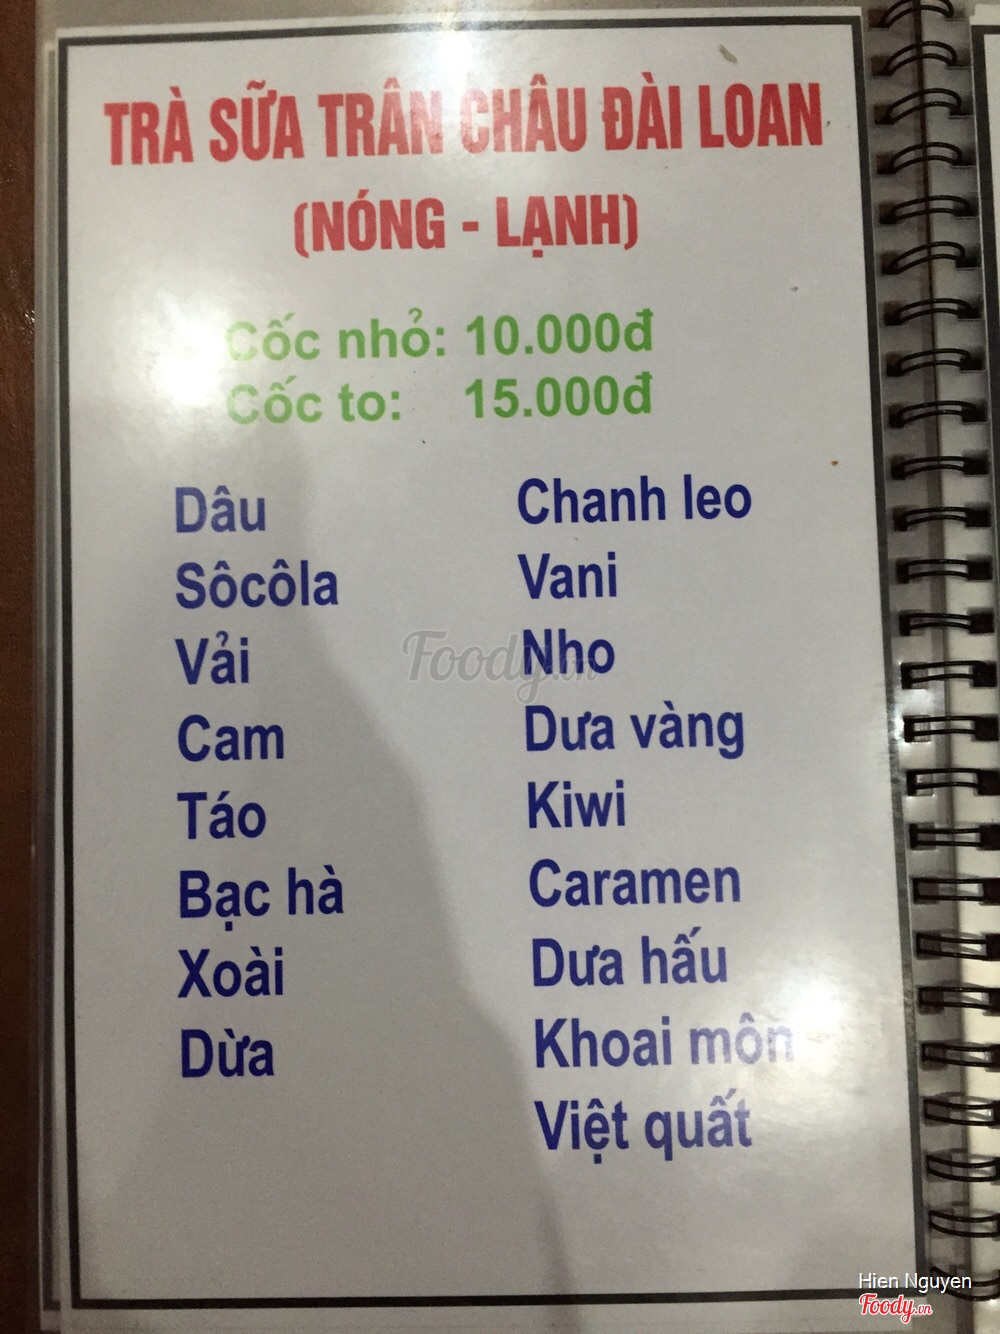 TRÀ SỮA TRÂN CHÂU ĐÀI LOAN
(NÓNG - LẠNH)
Cốc nhỏ: 10.000đ
Cốc to: 15.000đ
Dâu
Sôcôla
Vải
Cam
Táo
Bạc hà
Xoài
Dừa
Chanh leo
Vani
Nho
Dưa vàng
Kiwi
Caramen
Dưa hấu
Khoai môn
Việt quất
Foody.vn
Hien Nguyen
Foody.vn